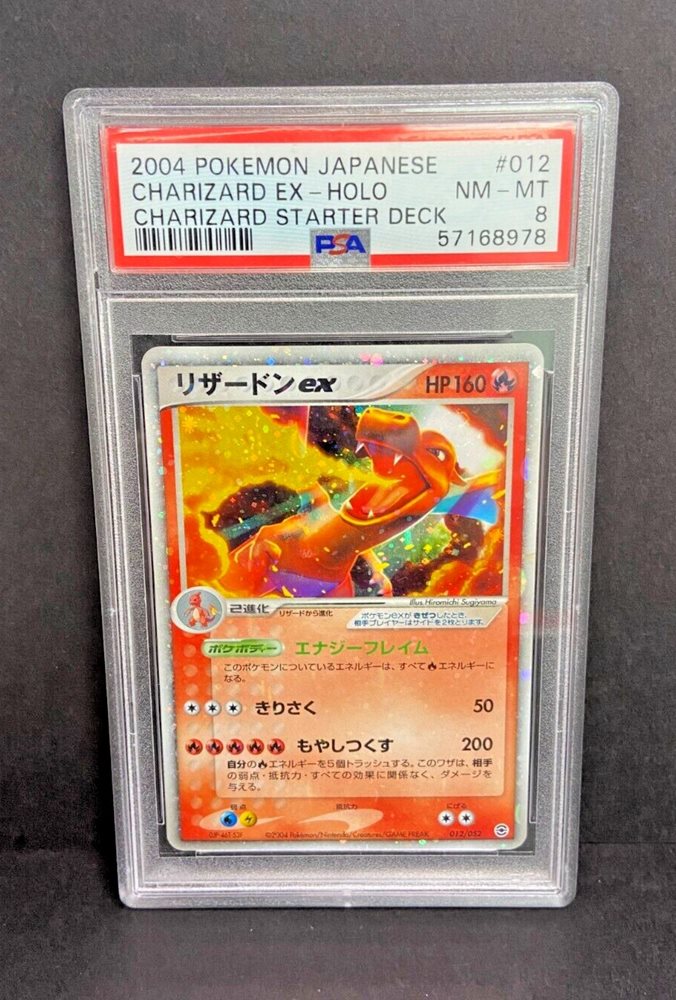 2004 POKEMON JAPANESE #012
CHARIZARD EX - HOLO NM - MT
CHARIZARD STARTER DECK 8
PSA 57168978
リザードンex HP160
Illus. Hiromichi Sugiyama
2進化 リザードから進化
ポケモンexがきぜつしたとき、
相手プレイヤーはサイドを2枚とります。
ポケボディー エナジーフレイム
このポケモンについているエネルギーは、すべて🔥エネルギーに
なる。
きりさく 50
もやしつくす 200
自分の🔥エネルギーを5個トラッシュする。このワザは、相手
の弱点・抵抗力・すべての効果に関係なく、ダメージを
与える。
弱点 抵抗力 にげる
©2004 Pokémon/Nintendo/Creatures/GAME FREAK. 012/052